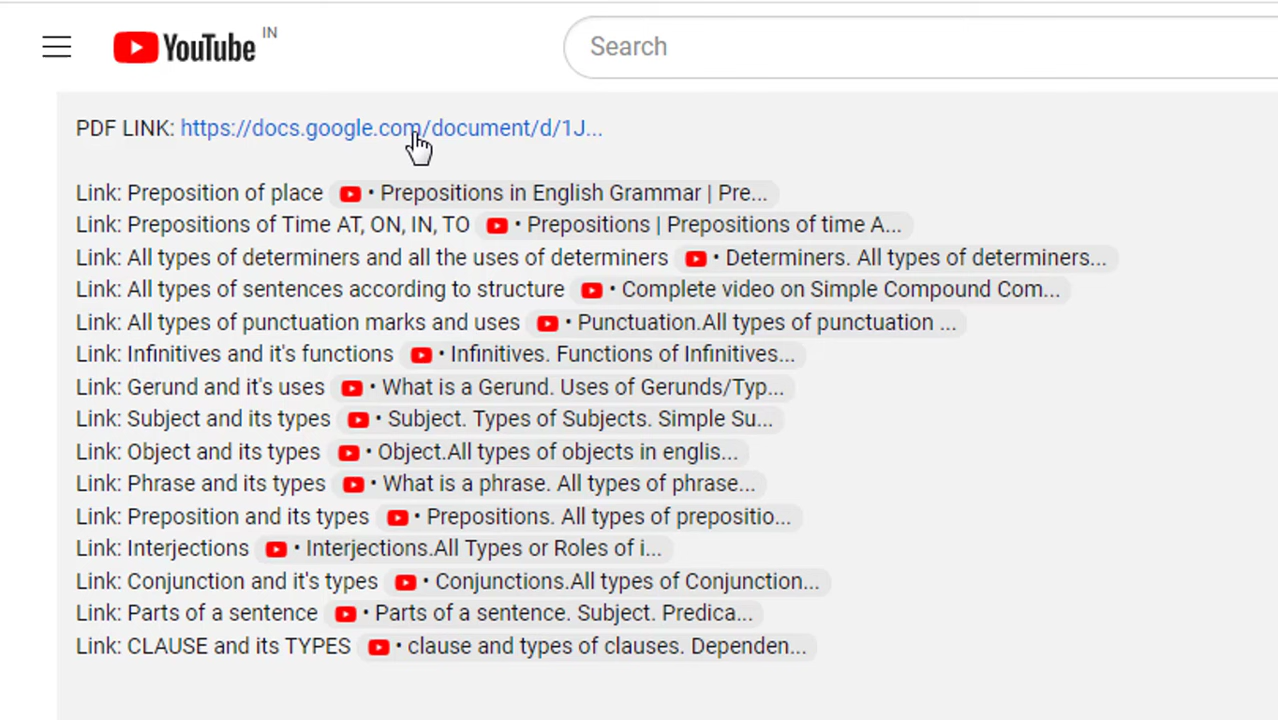 YouTube IN
Search
PDF LINK: https://docs.google.com/document/d/1J...
Link: Preposition of place • Prepositions in English Grammar | Pre...
Link: Prepositions of Time AT, ON, IN, TO • Prepositions | Prepositions of time A...
Link: All types of determiners and all the uses of determiners • Determiners. All types of determiners...
Link: All types of sentences according to structure • Complete video on Simple Compound Com...
Link: All types of punctuation marks and uses • Punctuation.All types of punctuation ...
Link: Infinitives and it's functions • Infinitives. Functions of Infinitives...
Link: Gerund and it's uses • What is a Gerund. Uses of Gerunds/Typ...
Link: Subject and its types • Subject. Types of Subjects. Simple Su...
Link: Object and its types • Object.All types of objects in englis...
Link: Phrase and its types • What is a phrase. All types of phrase...
Link: Preposition and its types • Prepositions. All types of prepositio...
Link: Interjections • Interjections.All Types or Roles of i...
Link: Conjunction and it's types • Conjunctions.All types of Conjunction...
Link: Parts of a sentence • Parts of a sentence. Subject. Predica...
Link: CLAUSE and its TYPES • clause and types of clauses. Dependen...